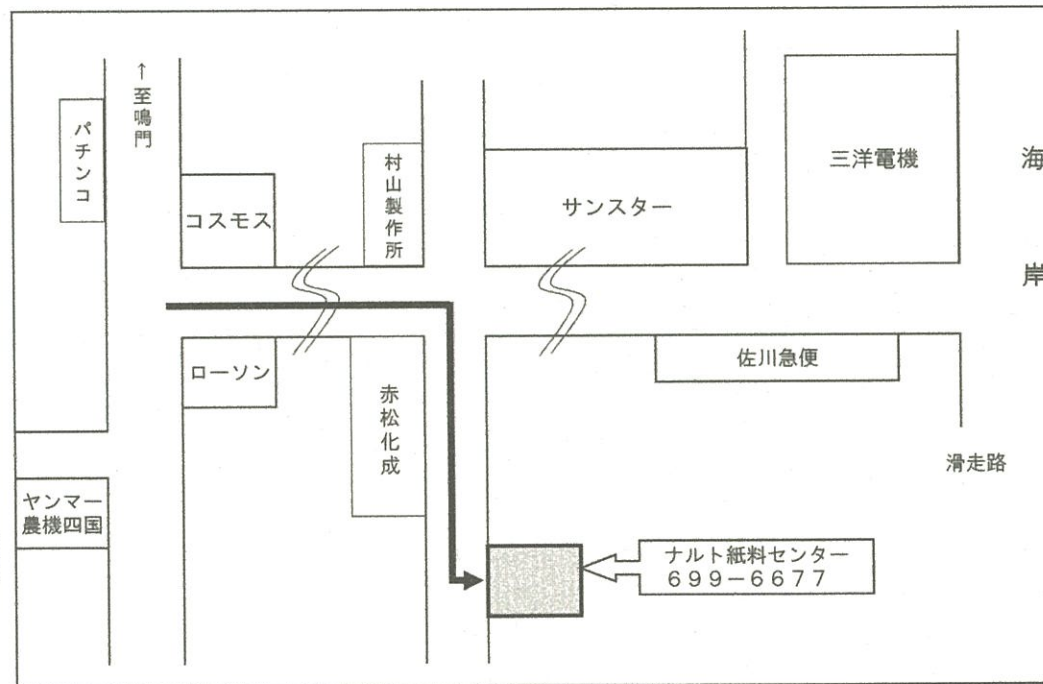 ↑至鳴門
パチンコ
コスモス
村山製作所
サンスター
三洋電機
海岸
ローソン
赤松化成
佐川急便
滑走路
ヤンマー
農機四国
ナルト紙料センター
699-6677